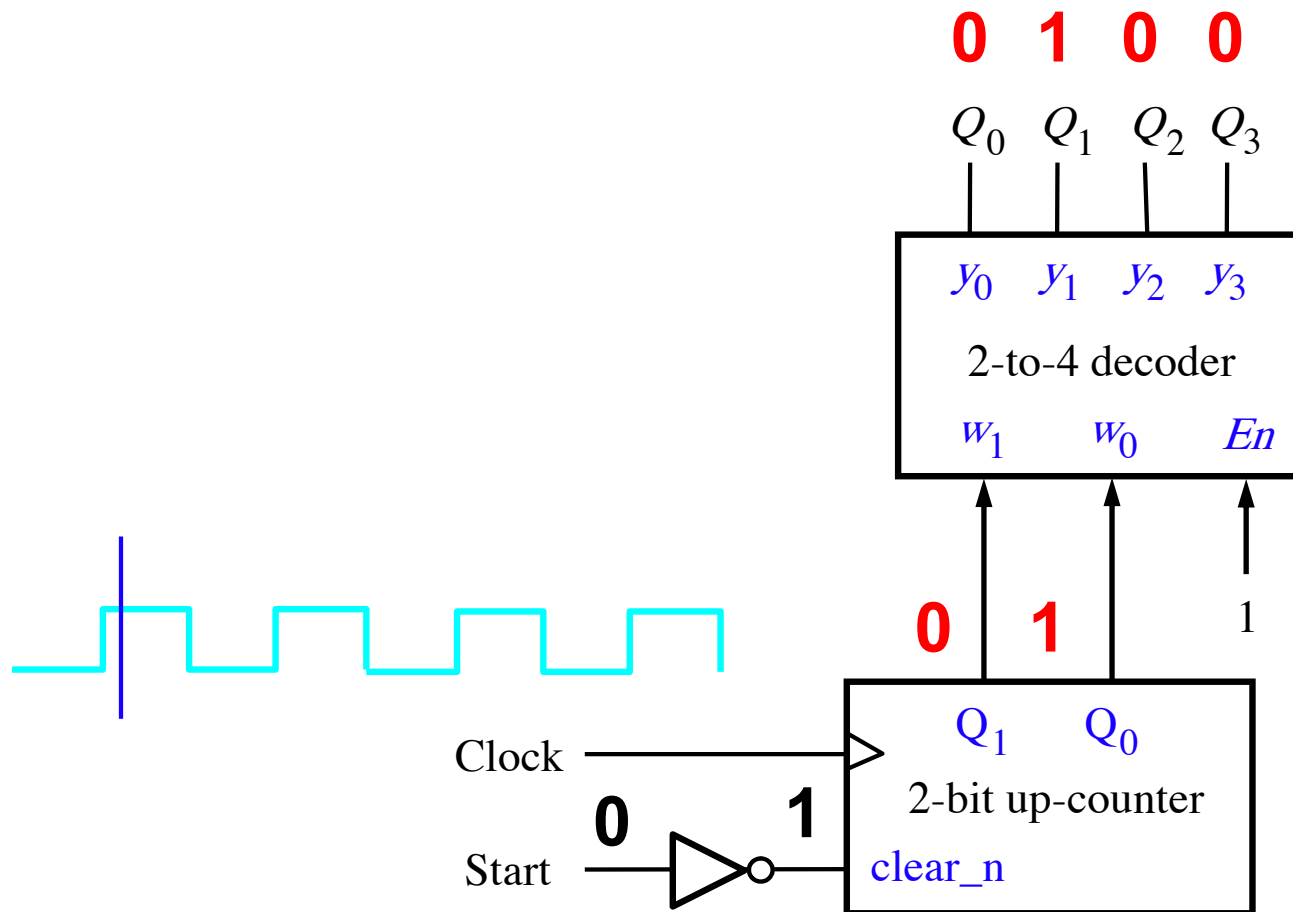 0 1 0 0
Q0 Q1 Q2 Q3
y0 y1 y2 y3
2-to-4 decoder
w1 w0 En
0 1 1
Q1 Q0
Clock
2-bit up-counter
0 1
Start clear_n